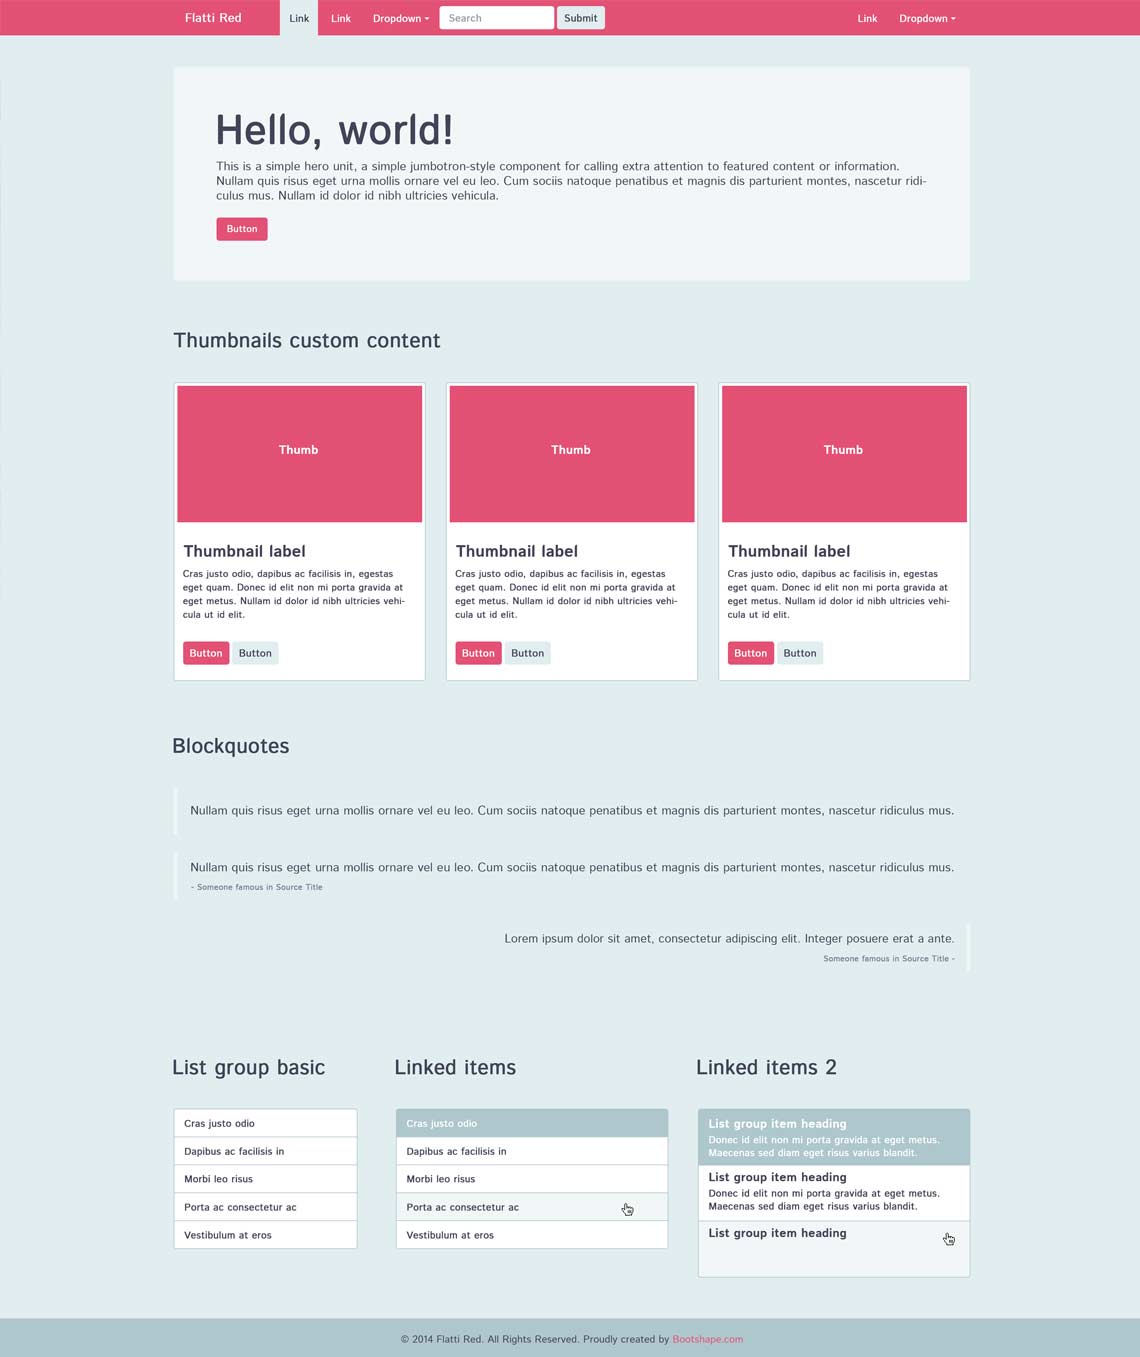 Flatti Red
Link
Link
Dropdown
Search
Submit
Link
Dropdown
Hello, world!
This is a simple hero unit, a simple jumbotron-style component for calling extra attention to featured content or information.
Nullam quis risus eget urna mollis ornare vel eu leo. Cum sociis natoque penatibus et magnis dis parturient montes, nascetur ridi-
culus mus. Nullam id dolor id nibh ultricies vehicula.
Button
Thumbnails custom content
Thumb
Thumbnail label
Cras justo odio, dapibus ac facilisis in, egestas
eget quam. Donec id elit non mi porta gravida at
eget metus. Nullam id dolor id nibh ultricies vehi-
cula ut id elit.
Button
Button
Thumb
Thumbnail label
Cras justo odio, dapibus ac facilisis in, egestas
eget quam. Donec id elit non mi porta gravida at
eget metus. Nullam id dolor id nibh ultricies vehi-
cula ut id elit.
Button
Button
Thumb
Thumbnail label
Cras justo odio, dapibus ac facilisis in, egestas
eget quam. Donec id elit non mi porta gravida at
eget metus. Nullam id dolor id nibh ultricies vehi-
cula ut id elit.
Button
Button
Blockquotes
Nullam quis risus eget urna mollis ornare vel eu leo. Cum sociis natoque penatibus et magnis dis parturient montes, nascetur ridiculus mus.
Nullam quis risus eget urna mollis ornare vel eu leo. Cum sociis natoque penatibus et magnis dis parturient montes, nascetur ridiculus mus.
- Someone famous in Source Title
Lorem ipsum dolor sit amet, consectetur adipiscing elit. Integer posuere erat a ante.
Someone famous in Source Title -
List group basic
Cras justo odio
Dapibus ac facilisis in
Morbi leo risus
Porta ac consectetur ac
Vestibulum at eros
Linked items
Cras justo odio
Dapibus ac facilisis in
Morbi leo risus
Porta ac consectetur ac
Vestibulum at eros
Linked items 2
List group item heading
Donec id elit non mi porta gravida at eget metus.
Maecenas sed diam eget risus varius blandit.
List group item heading
Donec id elit non mi porta gravida at eget metus.
Maecenas sed diam eget risus varius blandit.
List group item heading
© 2014 Flatti Red. All Rights Reserved. Proudly created by Bootshape.com